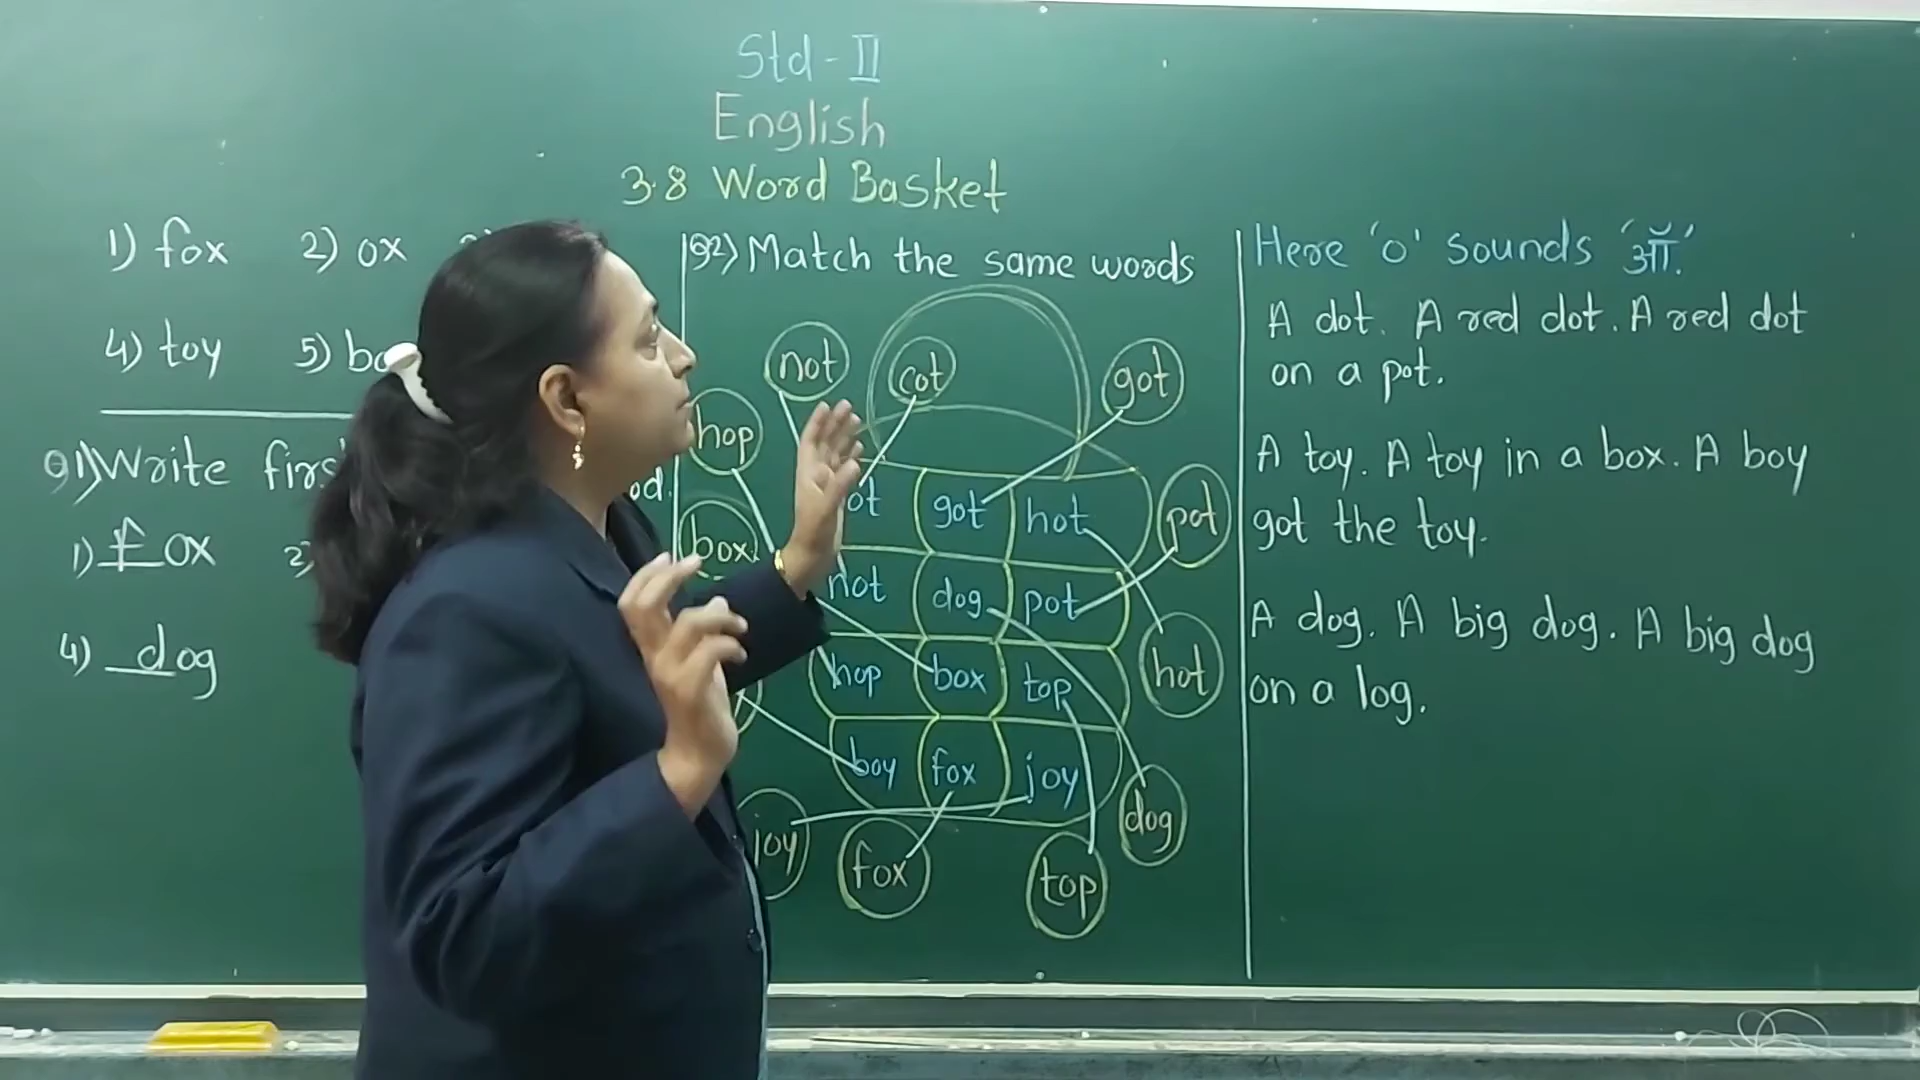 Std - II
English
3.8 Word Basket
1) fox 2) ox
4) toy 5)
Q1) Write
1) fox
4) dog
Q2) Match the same words
not cot got
hop
box
pot
got hot
not dog pot
hop box top
boy fox joy
hot
dog
joy fox top
Here 'o' sounds 'ऑ.'
A dot. A red dot. A red dot
on a pot.
A toy. A toy in a box. A boy
got the toy.
A dog. A big dog. A big dog
on a log.